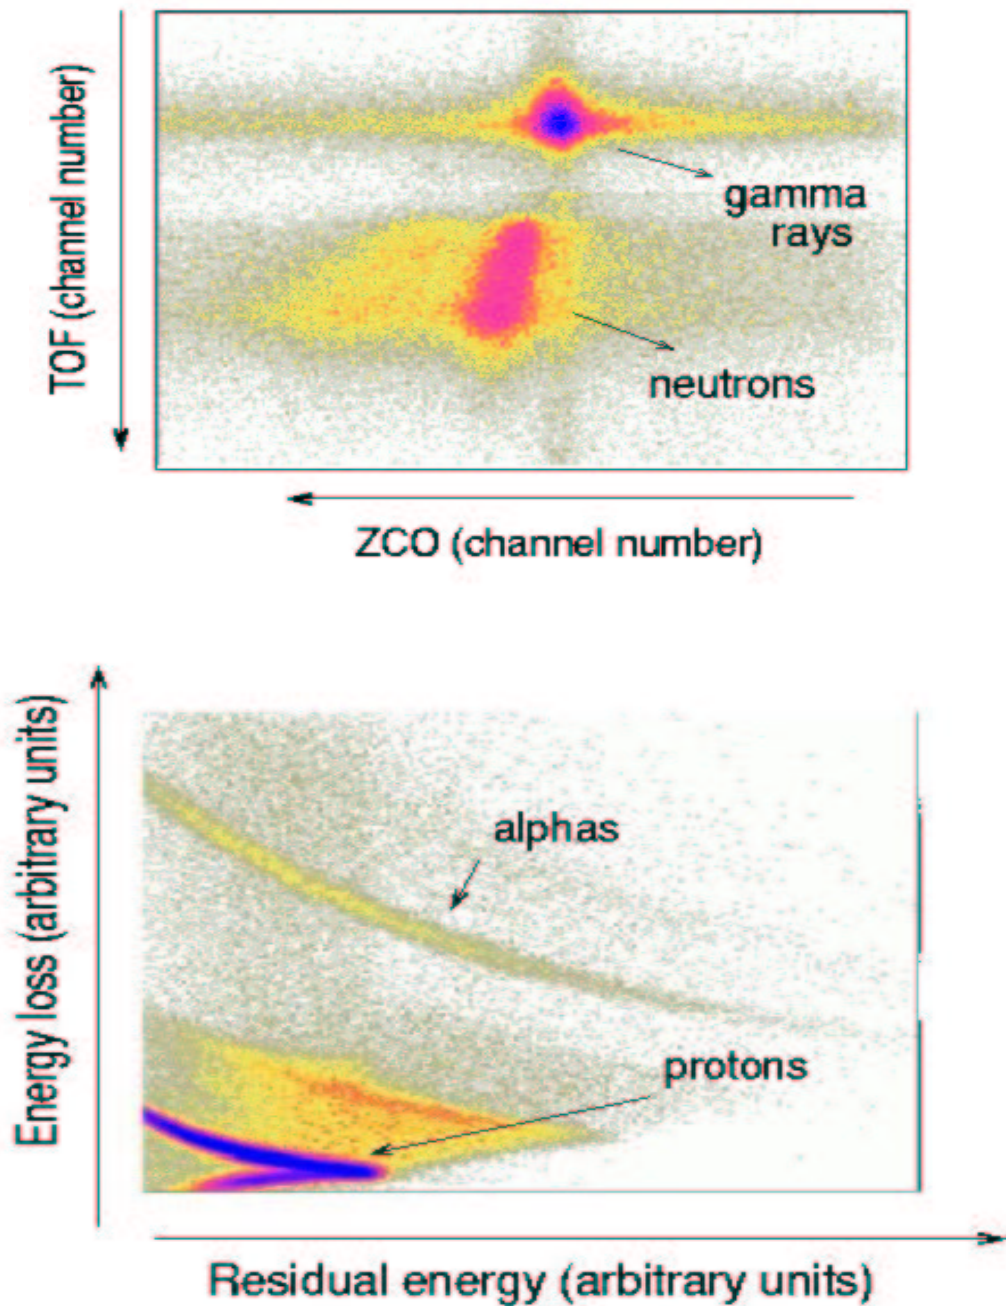 TOF (channel number)
gamma
rays
neutrons
ZCO (channel number)
Energy loss (arbitrary units)
alphas
protons
Residual energy (arbitrary units)